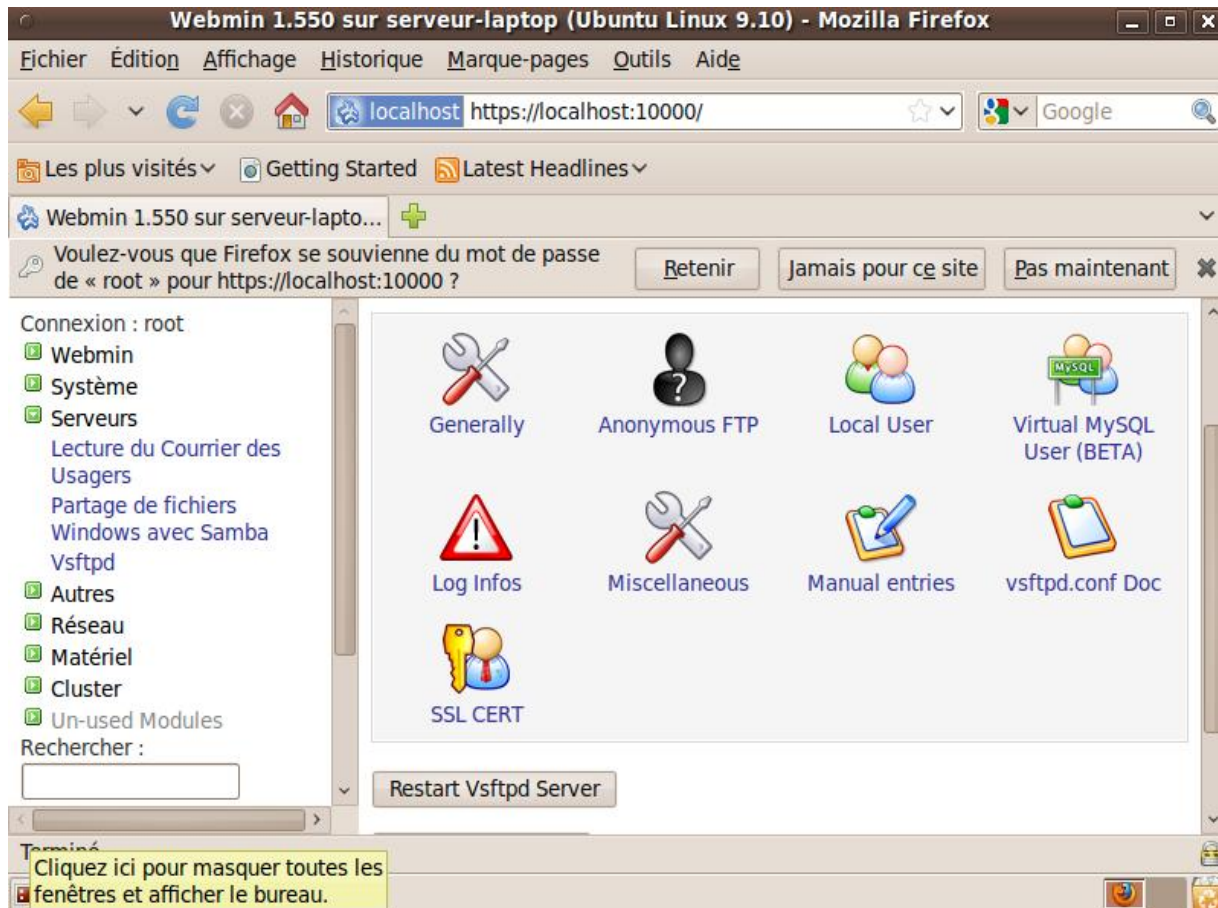 Webmin 1.550 sur serveur-laptop (Ubuntu Linux 9.10) - Mozilla Firefox
Fichier Édition Affichage Historique Marque-pages Outils Aide
localhost https://localhost:10000/
Google
Les plus visités Getting Started Latest Headlines
Webmin 1.550 sur serveur-lapto...
Voulez-vous que Firefox se souvienne du mot de passe
de « root » pour https://localhost:10000 ?
Retenir
Jamais pour ce site
Pas maintenant
Connexion : root
Webmin
Système
Serveurs
Lecture du Courrier des
Usagers
Partage de fichiers
Windows avec Samba
Vsftpd
Autres
Réseau
Matériel
Cluster
Un-used Modules
Rechercher :
Generally
Anonymous FTP
Local User
MySQL
Virtual MySQL
User (BETA)
Log Infos
Miscellaneous
Manual entries
vsftpd.conf Doc
SSL CERT
Restart Vsftpd Server
Terminé
Cliquez ici pour masquer toutes les
fenêtres et afficher le bureau.